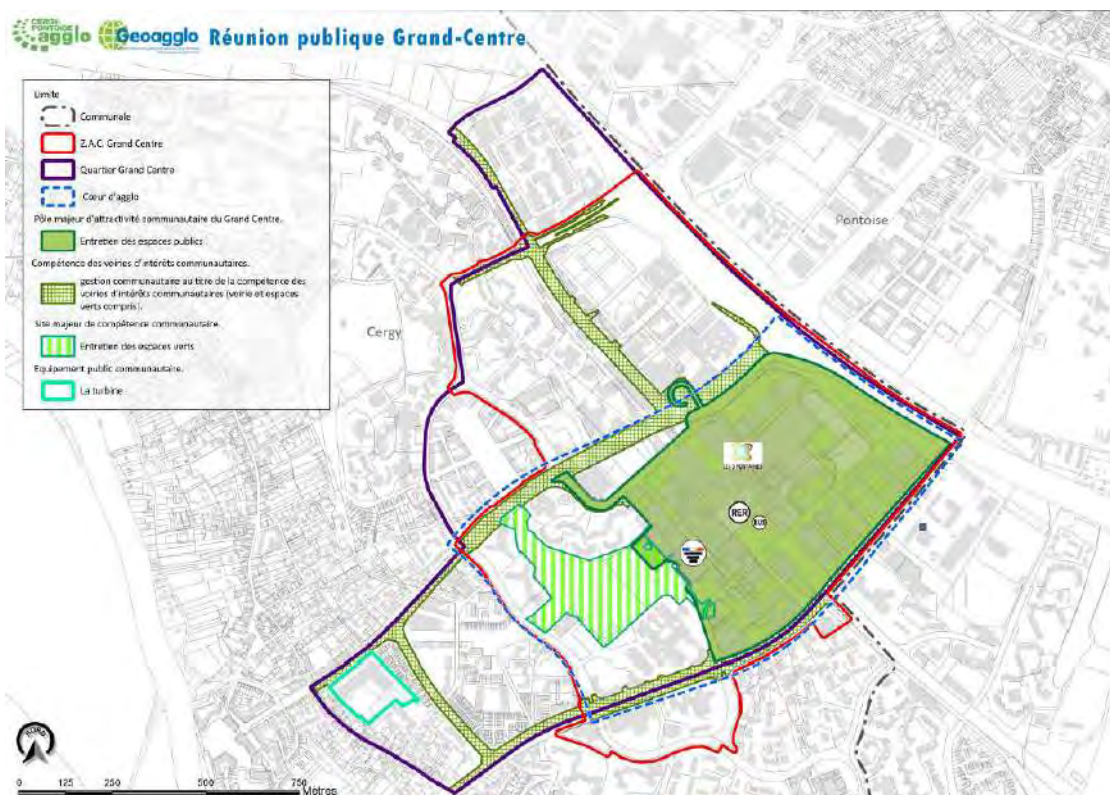 CERGY-PONTOISE
agglo Geoagglo Réunion publique Grand-Centre
Limite
Communale
Z.A.C. Grand Centre
Quartier Grand Centre
Cœur d'agglo
Pôle majeur d'attractivité communautaire du Grand Centre.
Entretien des espaces publics
Compétence des voiries d'intérêts communautaires.
gestion communautaire au titre de la compétence des
voiries d'intérêts communautaires (voirie et espaces
verts compris).
Site majeur de compétence communautaire.
Entretien des espaces verts
Equipement public communautaire.
La turbine
Pontoise
Cergy
RER
BUS
NORD
0 125 250 500 750
Mètres